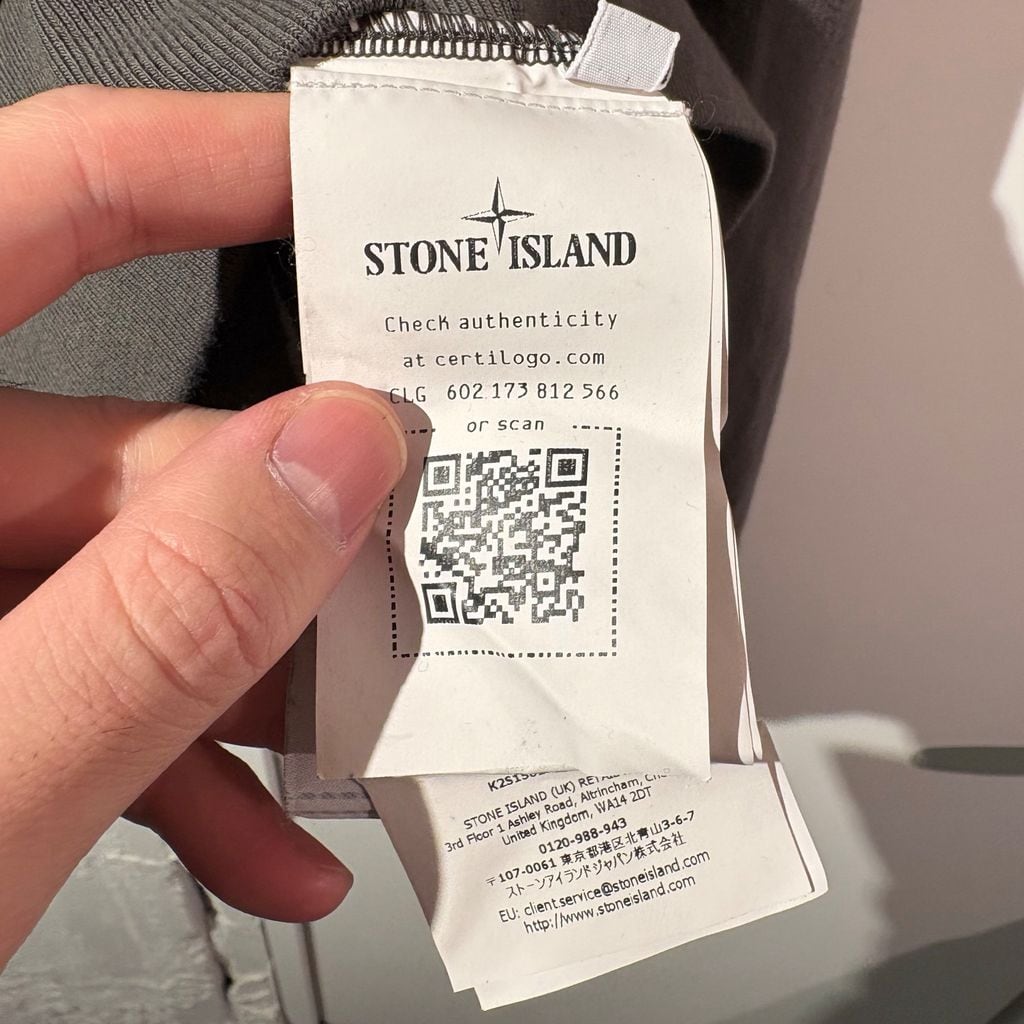 STONE ISLAND
Check authenticity
at certilogo.com
CLG 602 173 812 566
or scan
STONE ISLAND (UK)
3rd Floor 1 Ashley Road, Altrincham,
United Kingdom, WA14 2DT
0120-988-943
〒107-0061 東京都港区北青山3-6-7
ストーンアイランドジャパン株式会社
EU: client.service@stoneisland.com
http://www.stoneisland.com